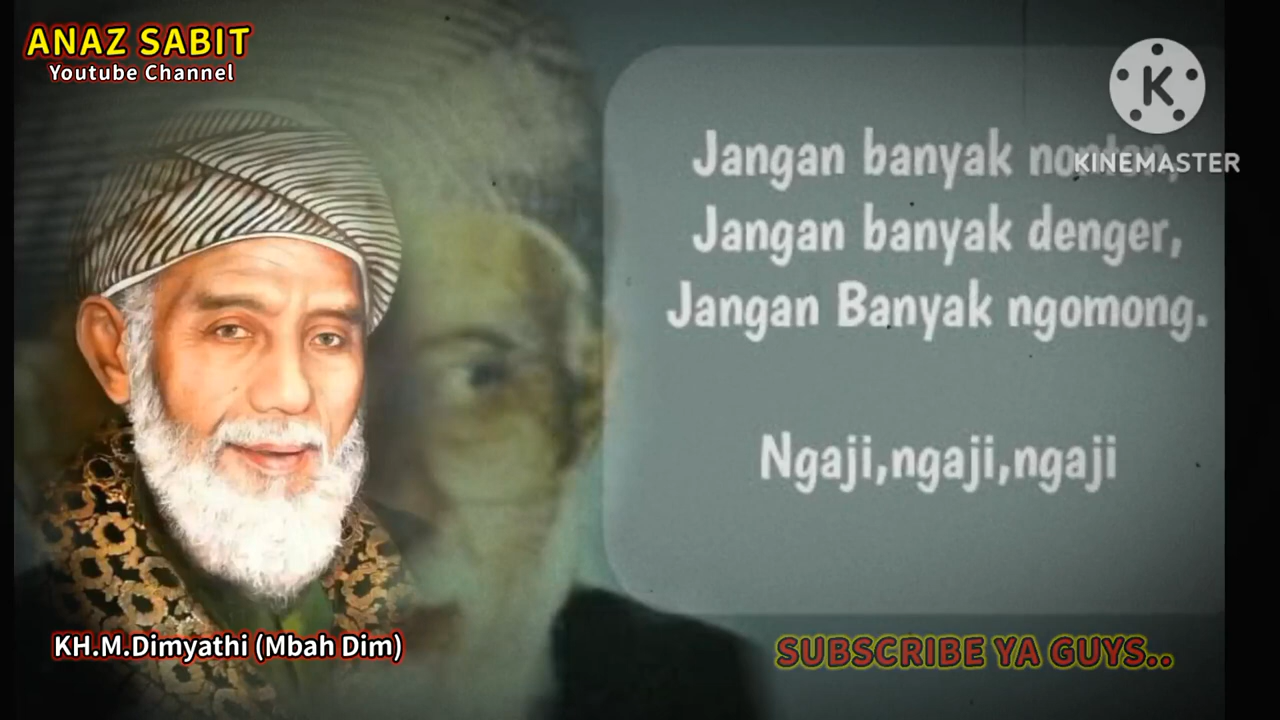 ANAZ SABIT
Youtube Channel
K
KINEMASTER
Jangan banyak nonton,
Jangan banyak denger,
Jangan Banyak ngomong.
Ngaji,ngaji,ngaji
KH.M.Dimyathi (Mbah Dim)
SUBSCRIBE YA GUYS..